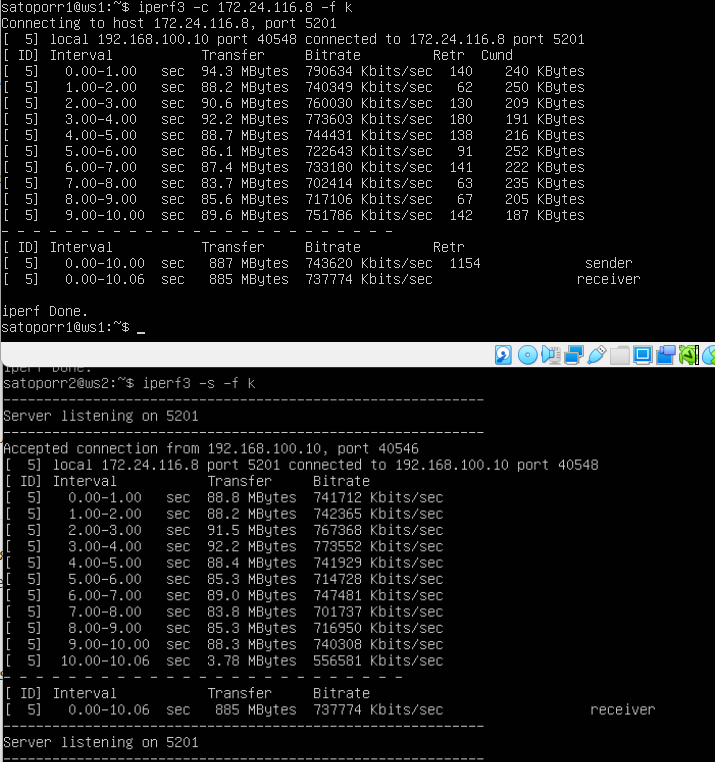 satoporr1@ws1:~$ iperf3 -c 172.24.116.8 -f k
Connecting to host 172.24.116.8, port 5201
[  5] local 192.168.100.10 port 40548 connected to 172.24.116.8 port 5201
[ ID] Interval           Transfer     Bitrate         Retr  Cwnd
[  5]   0.00-1.00   sec  94.3 MBytes  790634 Kbits/sec  140    240 KBytes
[  5]   1.00-2.00   sec  88.2 MBytes  740349 Kbits/sec   62    250 KBytes
[  5]   2.00-3.00   sec  90.6 MBytes  760030 Kbits/sec  130    209 KBytes
[  5]   3.00-4.00   sec  92.2 MBytes  773603 Kbits/sec  180    191 KBytes
[  5]   4.00-5.00   sec  88.7 MBytes  744431 Kbits/sec  138    216 KBytes
[  5]   5.00-6.00   sec  86.1 MBytes  722643 Kbits/sec   91    252 KBytes
[  5]   6.00-7.00   sec  87.4 MBytes  733180 Kbits/sec  141    222 KBytes
[  5]   7.00-8.00   sec  83.7 MBytes  702414 Kbits/sec   63    235 KBytes
[  5]   8.00-9.00   sec  85.6 MBytes  717106 Kbits/sec   67    205 KBytes
[  5]   9.00-10.00  sec  89.6 MBytes  751786 Kbits/sec  142    187 KBytes
- - - - - - - - - - - - - - - - - - - - - - - - -
[ ID] Interval           Transfer     Bitrate         Retr
[  5]   0.00-10.00  sec   887 MBytes  743620 Kbits/sec  1154             sender
[  5]   0.00-10.06  sec   885 MBytes  737774 Kbits/sec                  receiver

iperf Done.
satoporr1@ws1:~$ _
iperf Done.
satoporr2@ws2:~$ iperf3 -s -f k
-----------------------------------------------------------
Server listening on 5201
-----------------------------------------------------------
Accepted connection from 192.168.100.10, port 40546
[  5] local 172.24.116.8 port 5201 connected to 192.168.100.10 port 40548
[ ID] Interval           Transfer     Bitrate
[  5]   0.00-1.00   sec  88.8 MBytes  741712 Kbits/sec
[  5]   1.00-2.00   sec  88.2 MBytes  742365 Kbits/sec
[  5]   2.00-3.00   sec  91.5 MBytes  767368 Kbits/sec
[  5]   3.00-4.00   sec  92.2 MBytes  773552 Kbits/sec
[  5]   4.00-5.00   sec  88.4 MBytes  741929 Kbits/sec
[  5]   5.00-6.00   sec  85.3 MBytes  714728 Kbits/sec
[  5]   6.00-7.00   sec  89.0 MBytes  747481 Kbits/sec
[  5]   7.00-8.00   sec  83.8 MBytes  701737 Kbits/sec
[  5]   8.00-9.00   sec  85.3 MBytes  716950 Kbits/sec
[  5]   9.00-10.00  sec  88.3 MBytes  740308 Kbits/sec
[  5]  10.00-10.06  sec  3.78 MBytes  556581 Kbits/sec
- - - - - - - - - - - - - - - - - - - - - - - - -
[ ID] Interval           Transfer     Bitrate
[  5]   0.00-10.06  sec   885 MBytes  737774 Kbits/sec                  receiver
-----------------------------------------------------------
Server listening on 5201
-----------------------------------------------------------